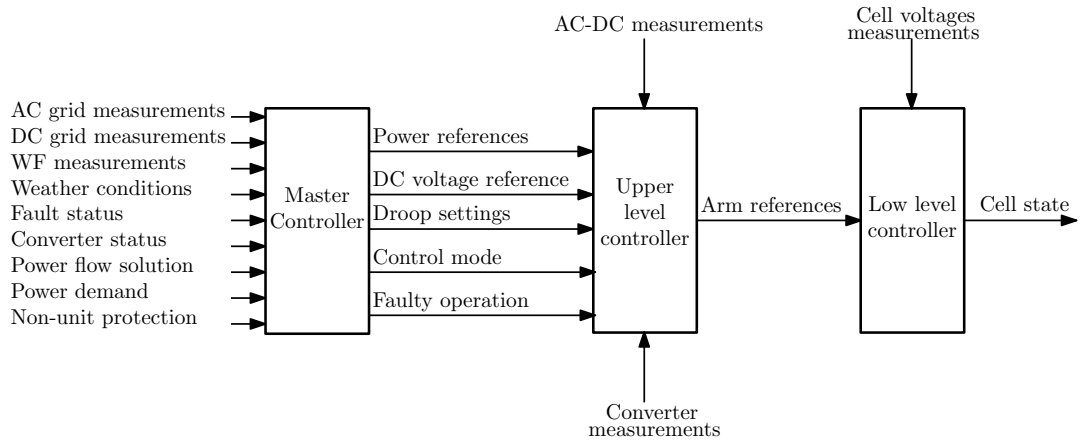 AC-DC measurements
Cell voltages
measurements
AC grid measurements
DC grid measurements
WF measurements
Weather conditions
Fault status
Converter status
Power flow solution
Power demand
Non-unit protection
Master
Controller
Power references
DC voltage reference
Droop settings
Control mode
Faulty operation
Upper
level
controller
Arm references
Low level
controller
Cell state
Converter
measurements